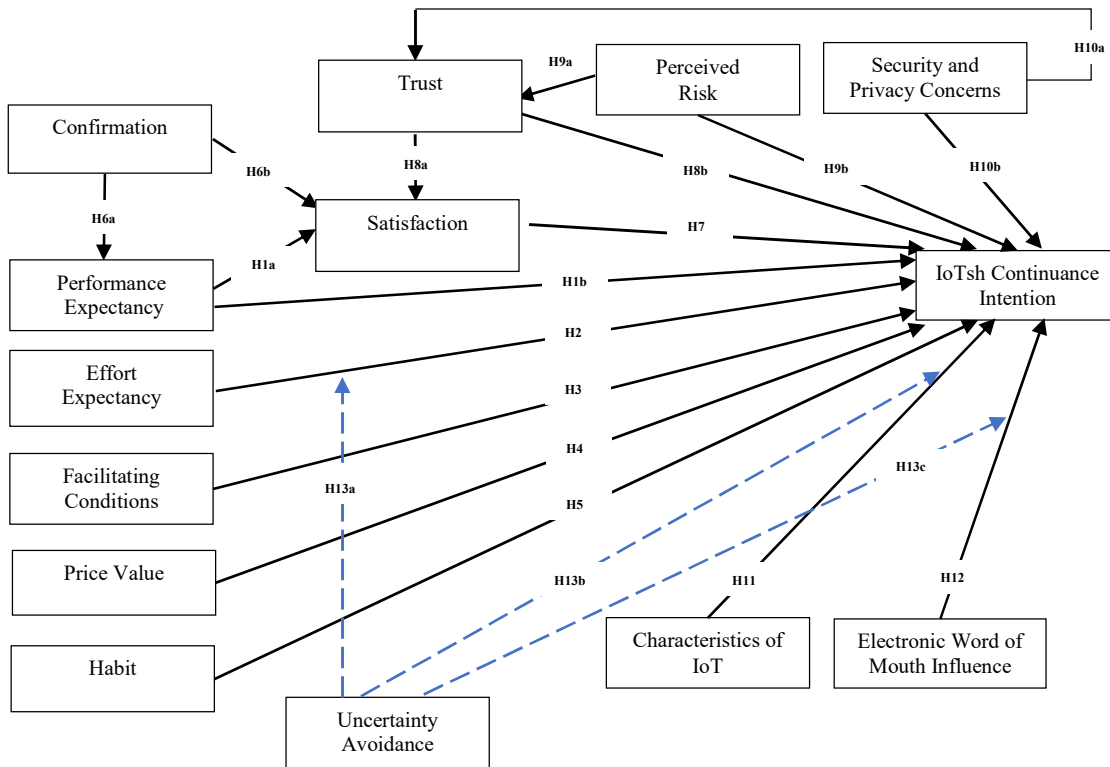 H10a
H9a
Perceived
Risk
Security and
Privacy Concerns
Trust
Confirmation
H6b
H8a
H8b
H9b
H10b
H6a
Satisfaction
H7
H1a
Performance
Expectancy
H1b
IoTsh Continuance
Intention
H2
Effort
Expectancy
H3
H4
H13c
Facilitating
Conditions
H13a
H5
Price Value
H13b
H11
H12
Habit
Characteristics of
IoT
Electronic Word of
Mouth Influence
Uncertainty
Avoidance